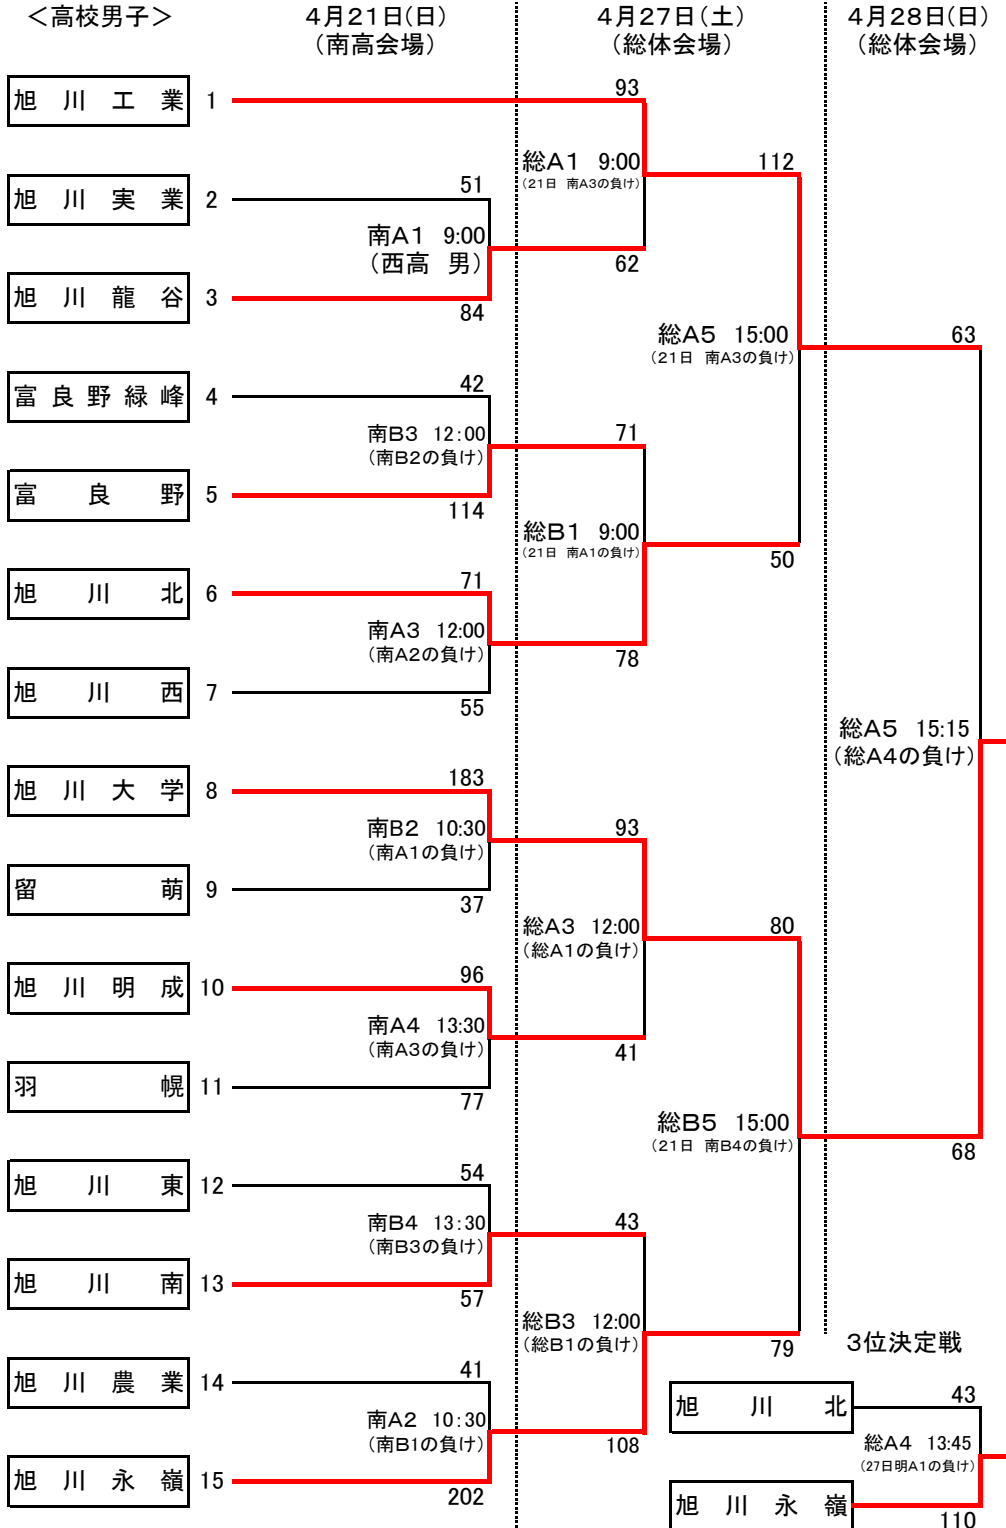 ＜高校男子＞ 4月21日(日) 4月27日(土) 4月28日(日)
（南高会場） （総体会場） （総体会場）
93
旭川工業 1
総A1 9:00 112
（21日 南A3の負け）
51
旭川実業 2
南A1 9:00
（西高 男）
62
旭川龍谷 3
84
総A5 15:00 63
（21日 南A3の負け）
42
富良野緑峰 4
南B3 12:00 71
（南B2の負け）
富良野 5
114
総B1 9:00
（21日 南A1の負け）
50
71
旭川北 6
南A3 12:00
（南A2の負け）
78
旭川西 7
55
総A5 15:15
（総A4の負け）
183
旭川大学 8
南B2 10:30 93
（南A1の負け）
留萌 9
37
総A3 12:00 80
（総A1の負け）
96
旭川明成 10
南A4 13:30
（南A3の負け）
41
羽幌 11
77
総B5 15:00
（21日 南B4の負け）
68
54
旭川東 12
南B4 13:30 43
（南B3の負け）
旭川南 13
57
総B3 12:00
（総B1の負け）
79 3位決定戦
41
旭川農業 14
南A2 10:30
（南B1の負け）
108
旭川永嶺 15
202
43
旭川北
総A4 13:45
（27日明A1の負け）
旭川永嶺
110